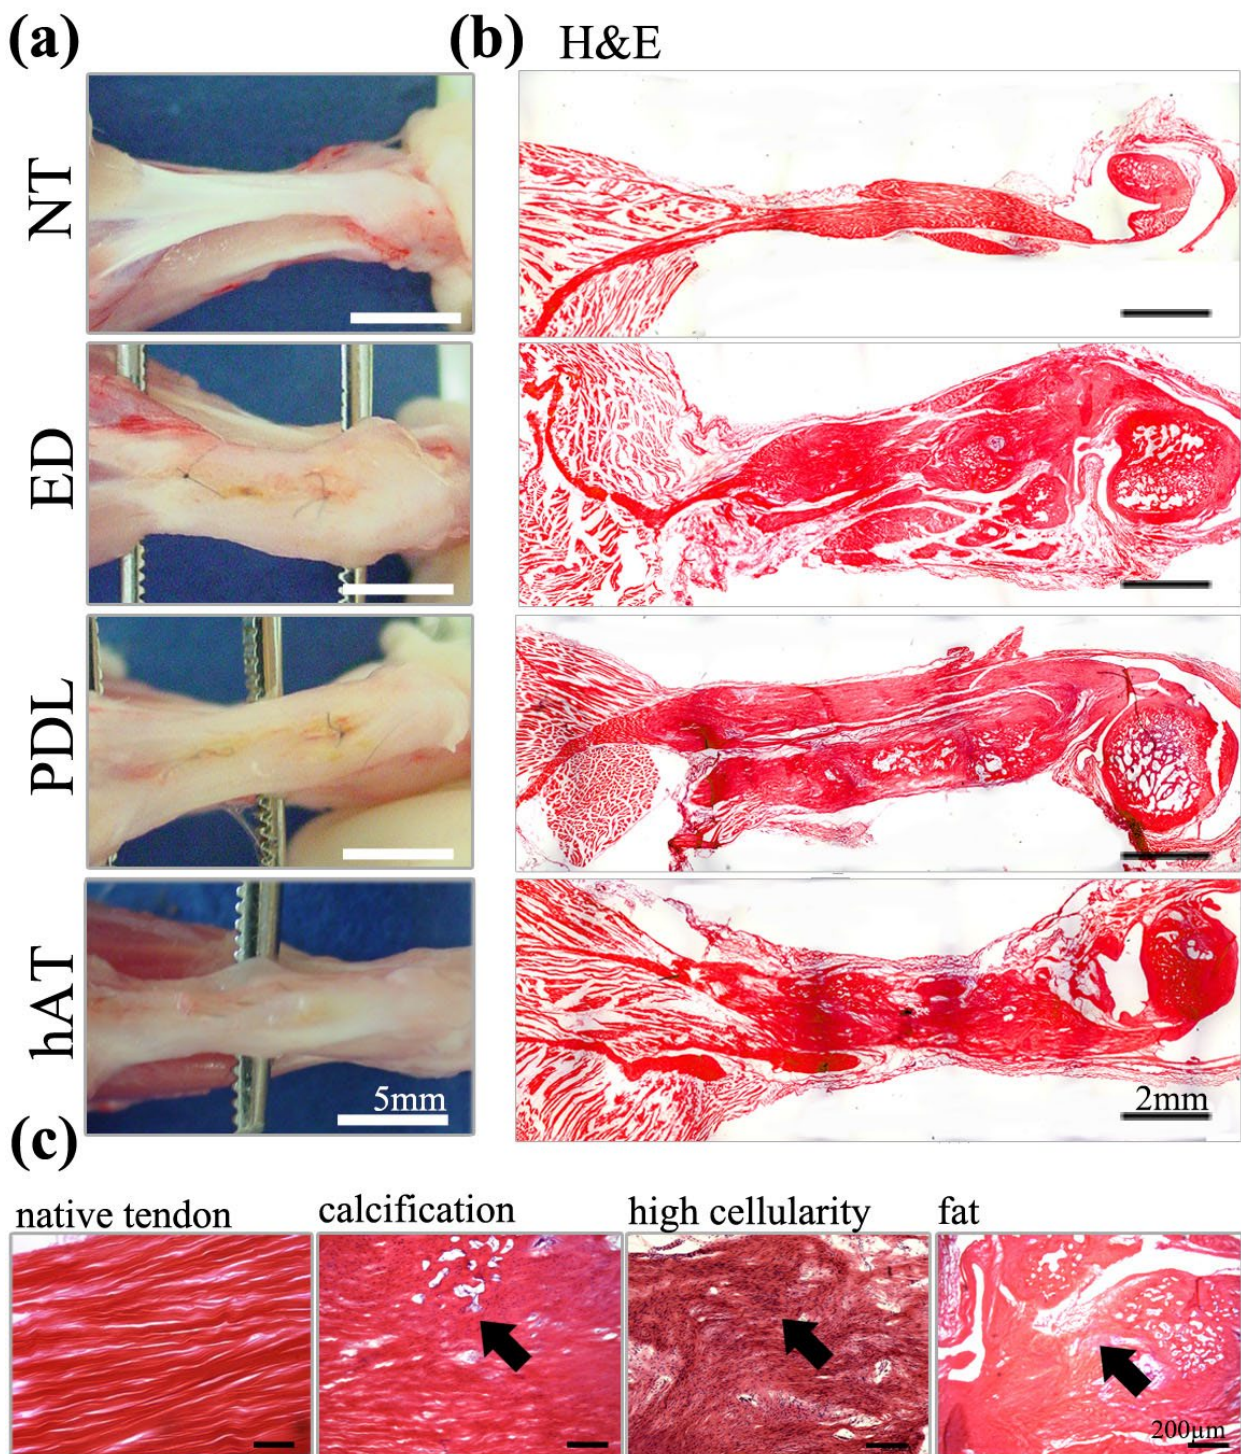 (a)
(b) H&E
NT
ED
PDL
hAT
5mm
2mm
(c)
native tendon
calcification
high cellularity
fat
200µm